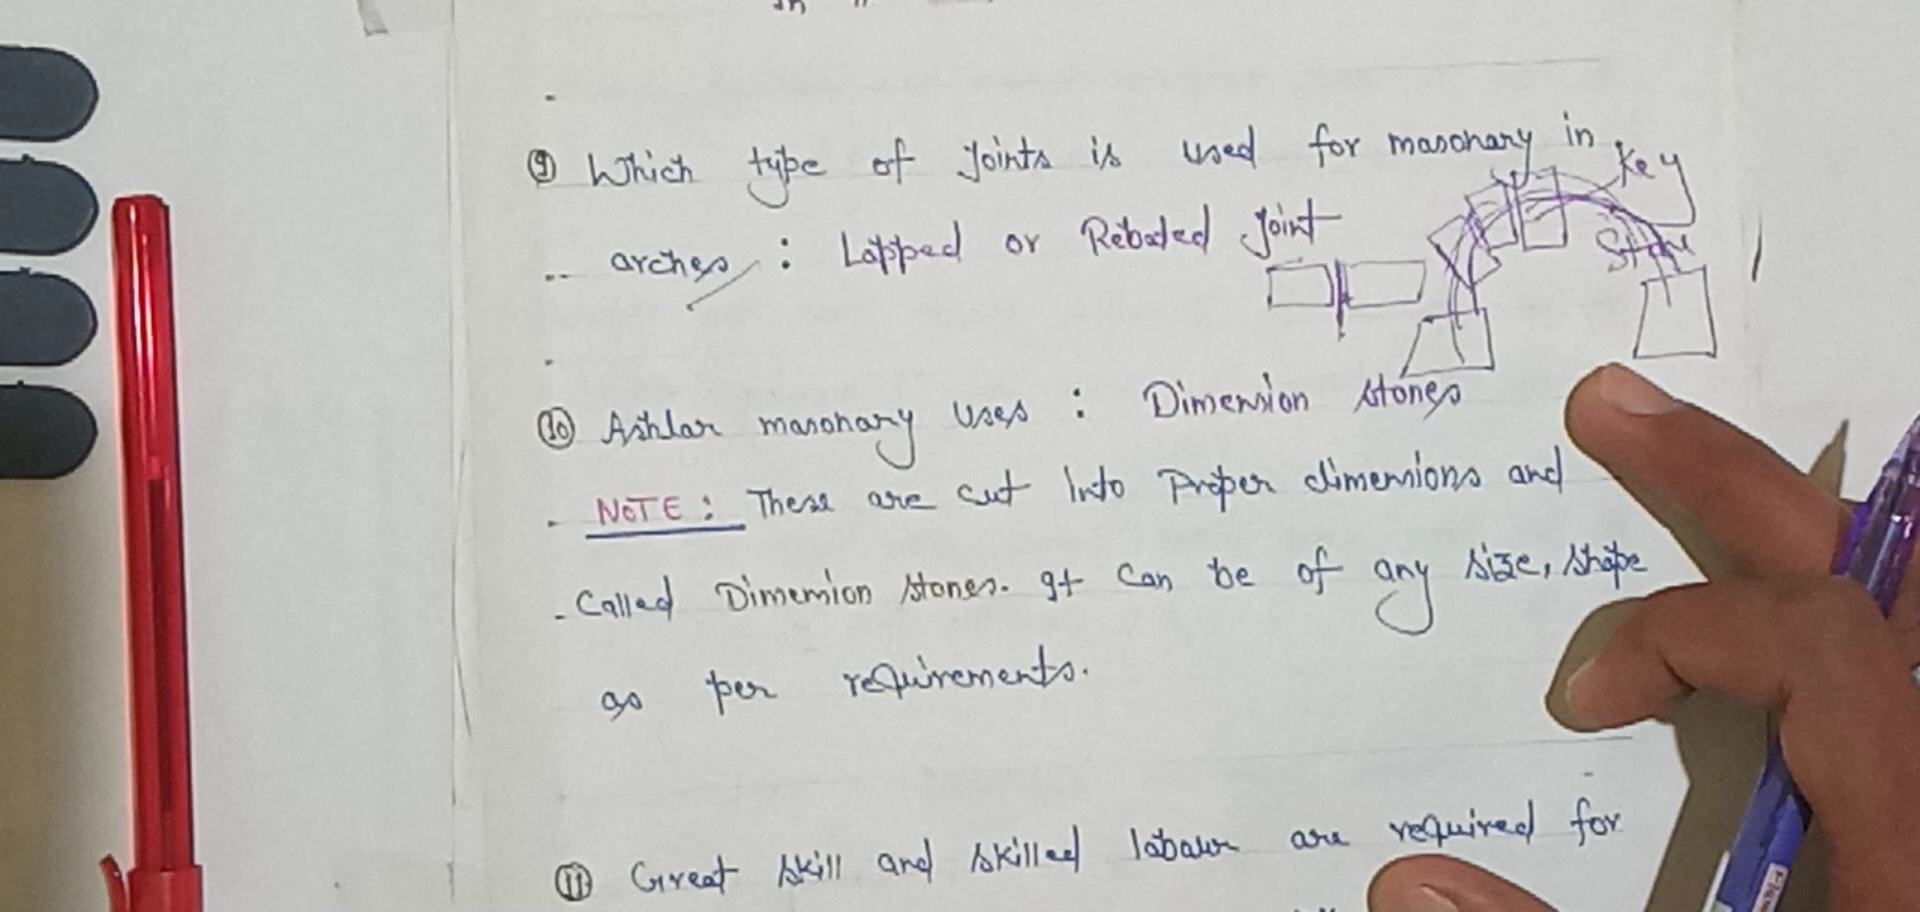 ⑨ Which type of Joints is used for masonary in
arches : Lapped or Rebated Joint
Key
Stone
⑩ Ashlar masonary uses : Dimension stones
NOTE : These are cut into Proper dimensions and
Called Dimension stones. It can be of any size, shape
as per requirements.
⑪ Great skill and skilled labour are required for